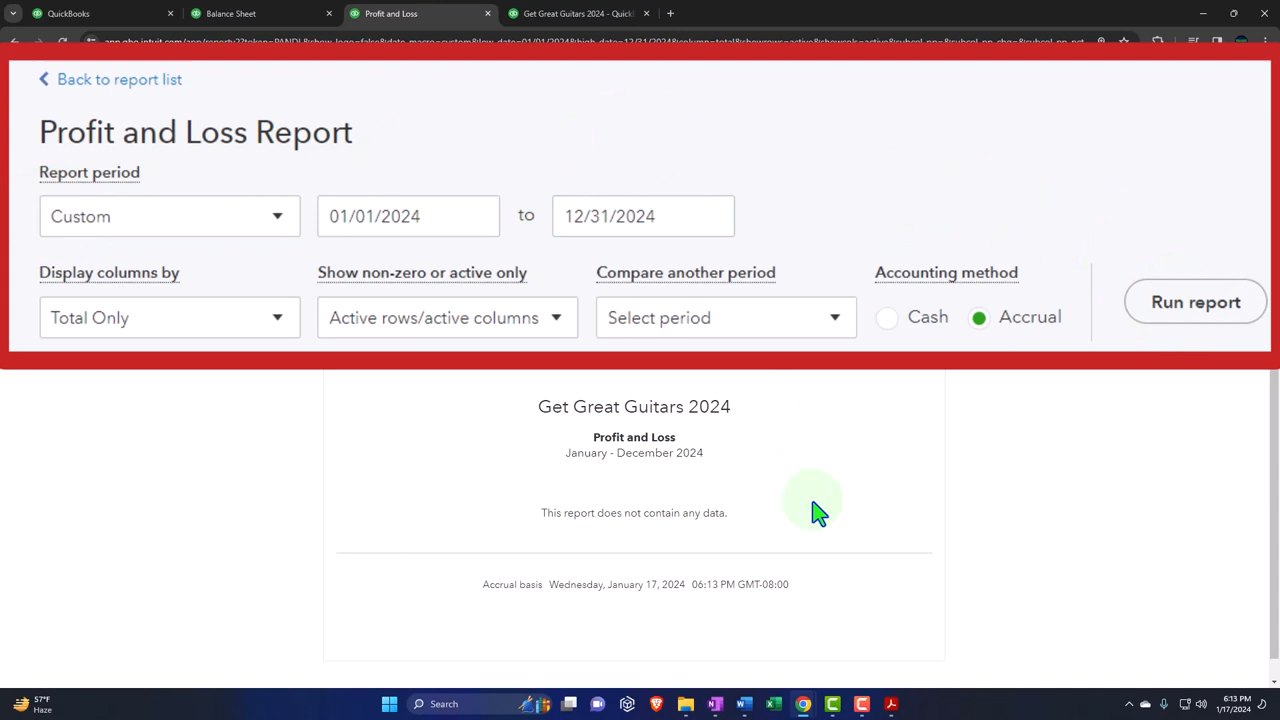 QuickBooks
Balance Sheet
Profit and Loss
Get Great Guitars 2024 - Quick
Back to report list
Profit and Loss Report
Report period
Custom
01/01/2024 to 12/31/2024
Display columns by
Show non-zero or active only
Compare another period
Accounting method
Total Only
Active rows/active columns
Select period
Cash
Accrual
Run report
Get Great Guitars 2024
Profit and Loss
January - December 2024
This report does not contain any data.
Accrual basis Wednesday, January 17, 2024 06:13 PM GMT-08:00
57°F
Haze
Search
6:13 PM
1/17/2024